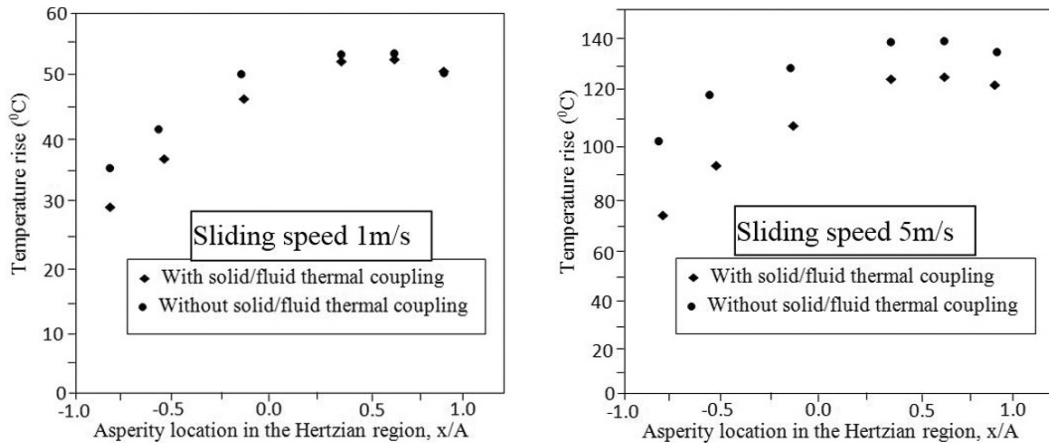 60
50
40
30
20
10
0
Temperature rise (⁰C)
Sliding speed 1m/s
With solid/fluid thermal coupling
Without solid/fluid thermal coupling
-1.0
-0.5
0.0
0.5
1.0
Asperity location in the Hertzian region, x/A
140
120
100
80
60
40
20
0
Temperature rise (⁰C)
Sliding speed 5m/s
With solid/fluid thermal coupling
Without solid/fluid thermal coupling
-1.0
-0.5
0.0
0.5
1.0
Asperity location in the Hertzian region, x/A